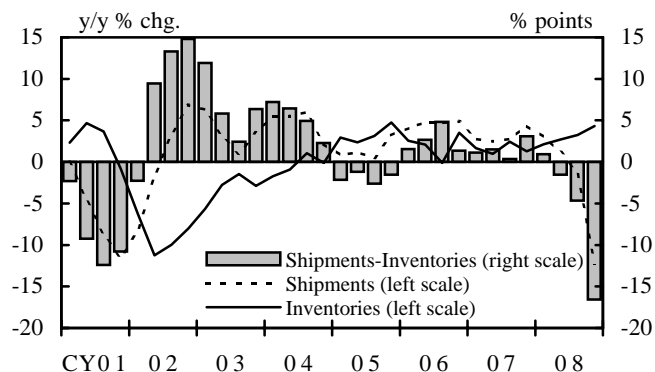 y/y % chg. % points
15 15
10 10
5 5
0 0
-5 -5
-10 -10
Shipments-Inventories (right scale)
Shipments (left scale)
-15 -15
Inventories (left scale)
-20 -20
CY01 02 03 04 05 06 07 08